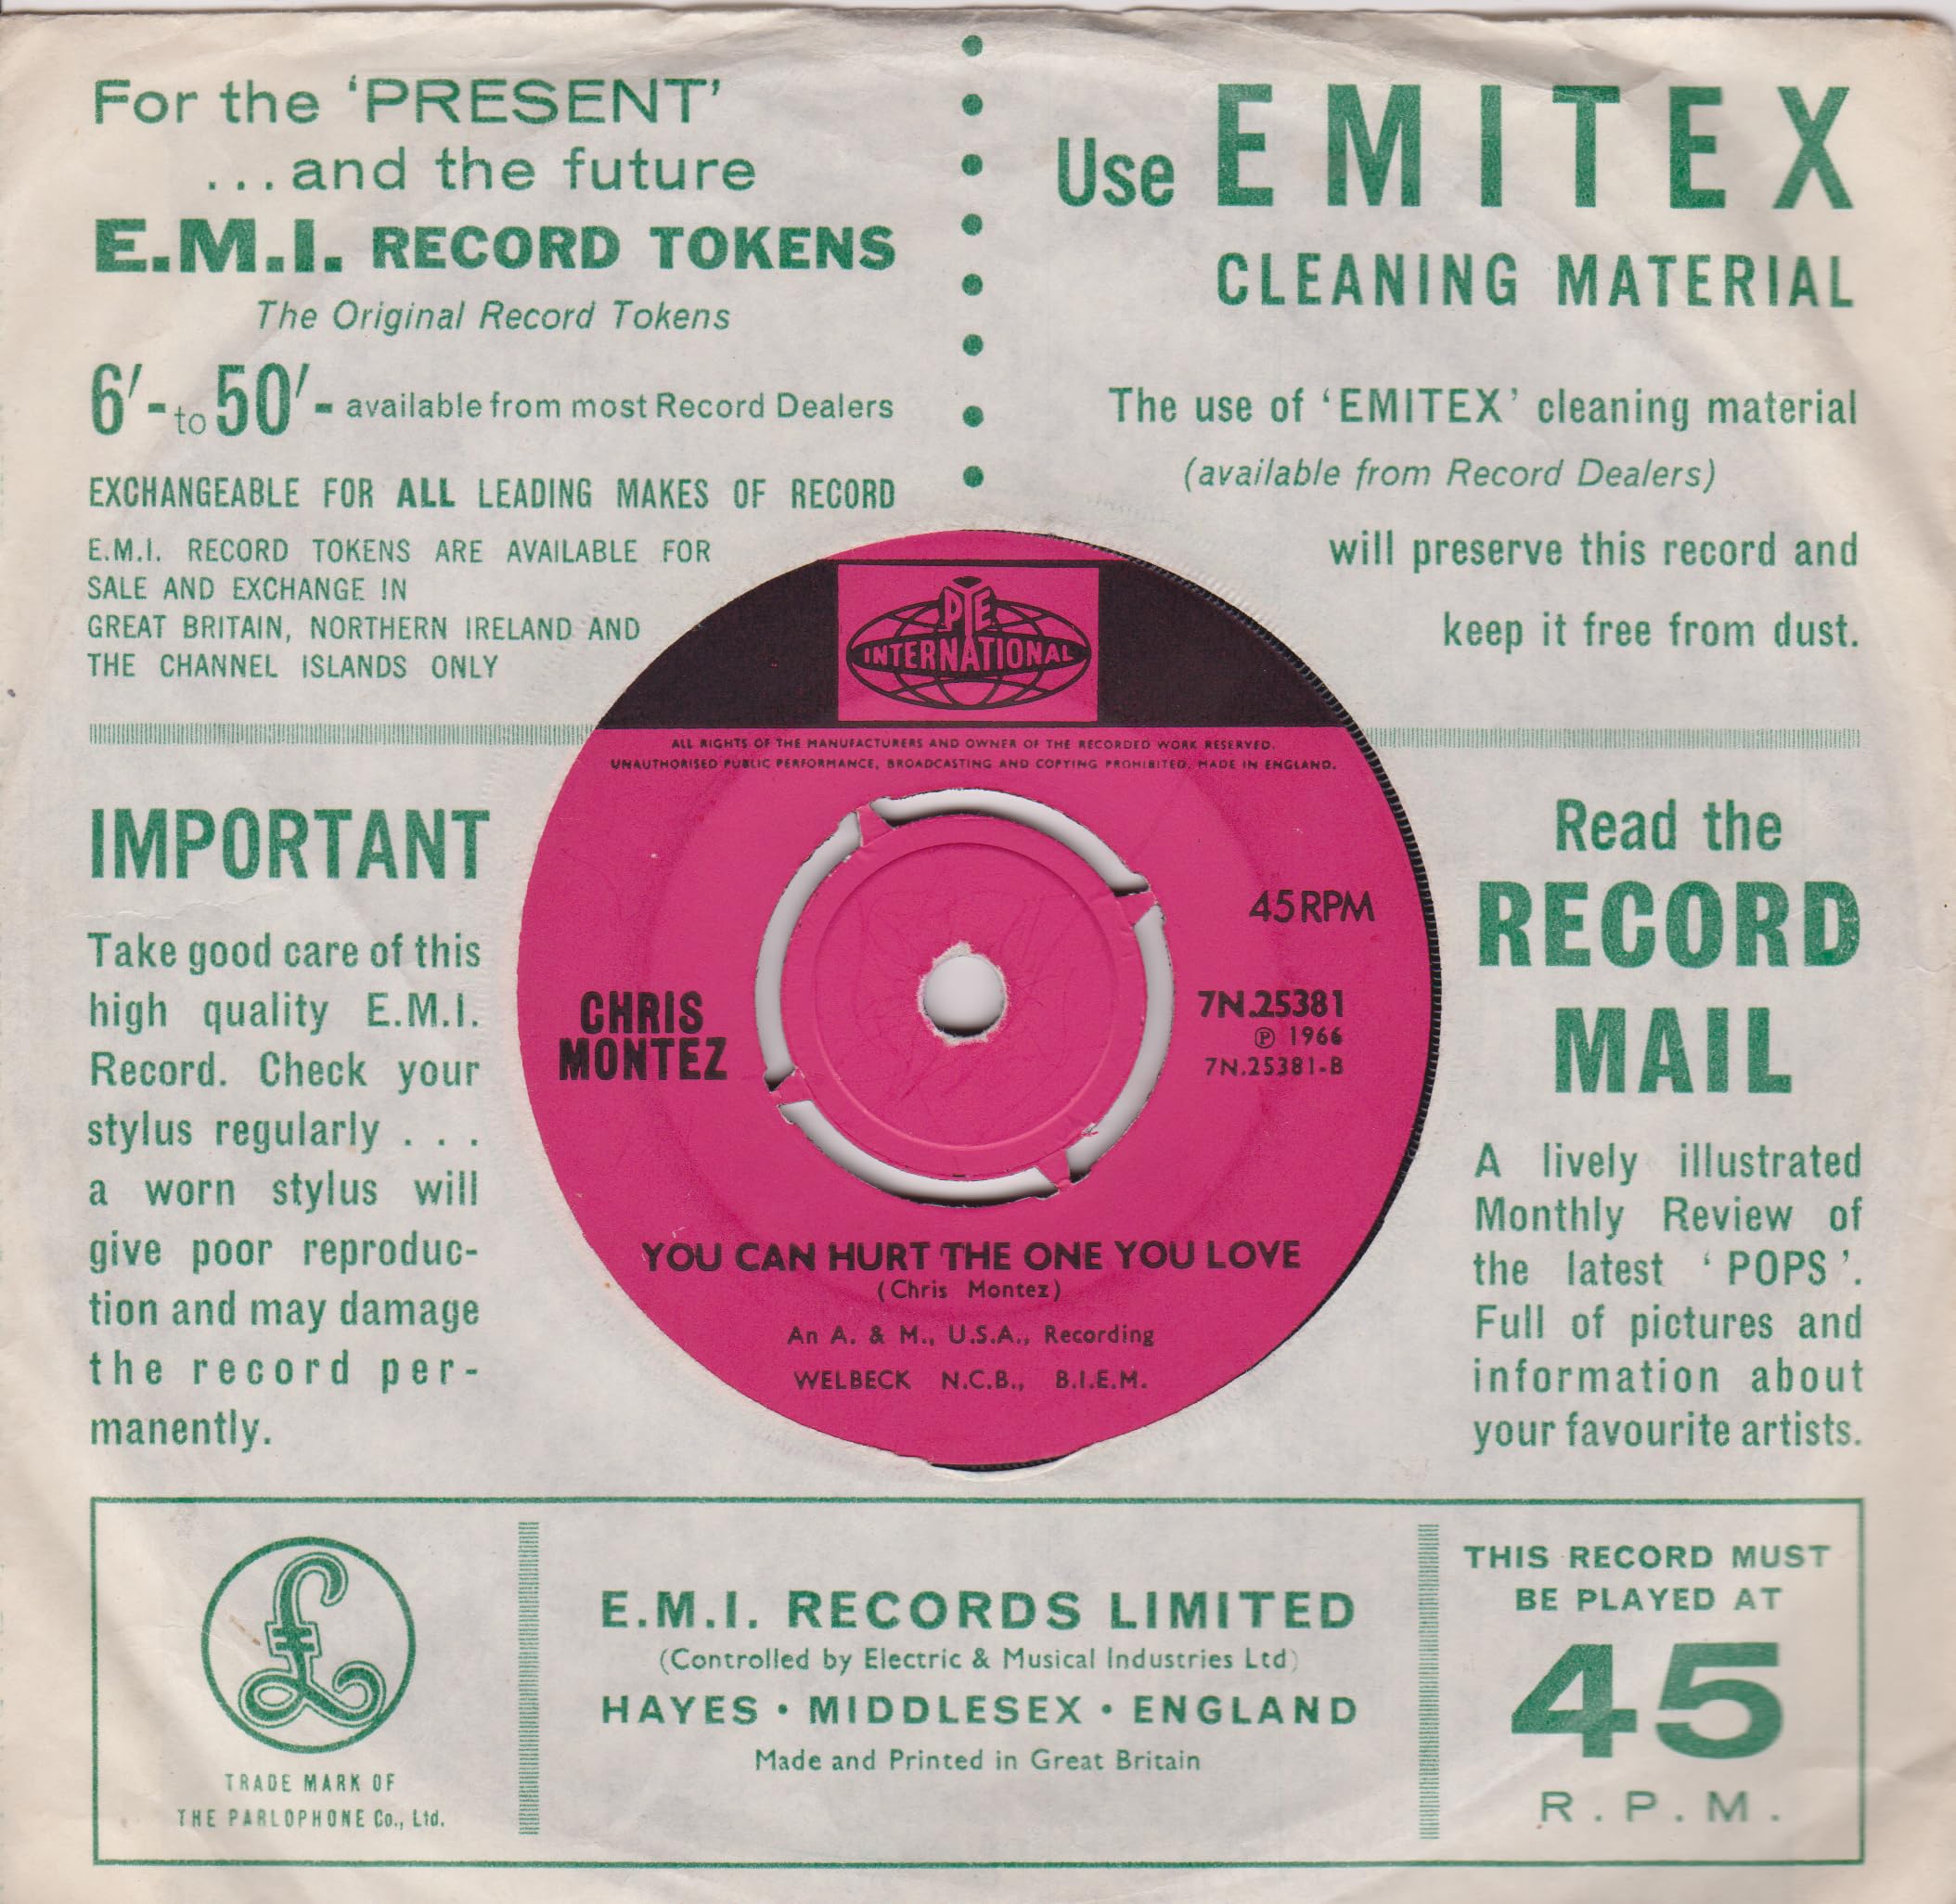 For the 'PRESENT'
...and the future
E.M.I. RECORD TOKENS
The Original Record Tokens
6/- to 50/- available from most Record Dealers
EXCHANGEABLE FOR ALL LEADING MAKES OF RECORD
E.M.I. RECORD TOKENS ARE AVAILABLE FOR
SALE AND EXCHANGE IN
GREAT BRITAIN, NORTHERN IRELAND AND
THE CHANNEL ISLANDS ONLY
Use EMITEX
CLEANING MATERIAL
The use of 'EMITEX' cleaning material
(available from Record Dealers)
will preserve this record and
keep it free from dust.
PYE
INTERNATIONAL
ALL RIGHTS OF THE MANUFACTURERS AND OWNER OF THE RECORDED WORK RESERVED.
UNAUTHORISED PUBLIC PERFORMANCE, BROADCASTING AND COPYING PROHIBITED. MADE IN ENGLAND.
45 RPM
CHRIS
MONTEZ
7N.25381
℗ 1966
7N.25381-B
YOU CAN HURT THE ONE YOU LOVE
(Chris Montez)
An A. & M., U.S.A., Recording
WELBECK N.C.B., B.I.E.M.
IMPORTANT
Take good care of this
high quality E.M.I.
Record. Check your
stylus regularly . . .
a worn stylus will
give poor reproduc-
tion and may damage
the record per-
manently.
Read the
RECORD
MAIL
A lively illustrated
Monthly Review of
the latest 'POPS'.
Full of pictures and
information about
your favourite artists.
£
TRADE MARK OF
THE PARLOPHONE Co., Ltd.
E.M.I. RECORDS LIMITED
(Controlled by Electric & Musical Industries Ltd)
HAYES • MIDDLESEX • ENGLAND
Made and Printed in Great Britain
THIS RECORD MUST
BE PLAYED AT
45
R.P.M.